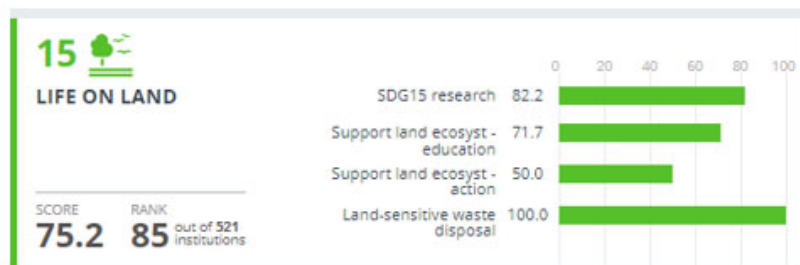 15
LIFE ON LAND
SCORE
75.2
RANK
85 out of 521
institutions
0 20 40 60 80 100
SDG15 research 82.2
Support land ecosyst - 71.7
education
Support land ecosyst - 50.0
action
Land-sensitive waste 100.0
disposal